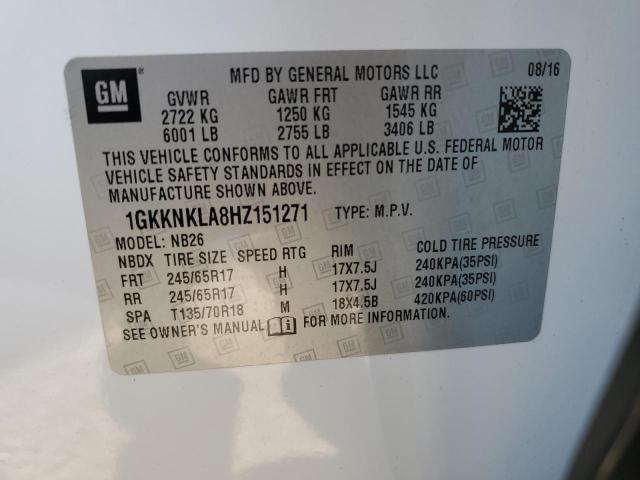 GM
MFD BY GENERAL MOTORS LLC 08/16
GVWR GAWR FRT GAWR RR
2722 KG 1250 KG 1545 KG
6001 LB 2755 LB 3406 LB
THIS VEHICLE CONFORMS TO ALL APPLICABLE U.S. FEDERAL MOTOR
VEHICLE SAFETY STANDARDS IN EFFECT ON THE DATE OF
MANUFACTURE SHOWN ABOVE.
1GKKNKLA8HZ151271 TYPE: M.P.V.
MODEL: NB26
NBDX TIRE SIZE SPEED RTG RIM COLD TIRE PRESSURE
FRT 245/65R17 H 17X7.5J 240KPA(35PSI)
RR 245/65R17 H 17X7.5J 240KPA(35PSI)
SPA T135/70R18 M 18X4.5B 420KPA(60PSI)
SEE OWNER'S MANUAL FOR MORE INFORMATION.